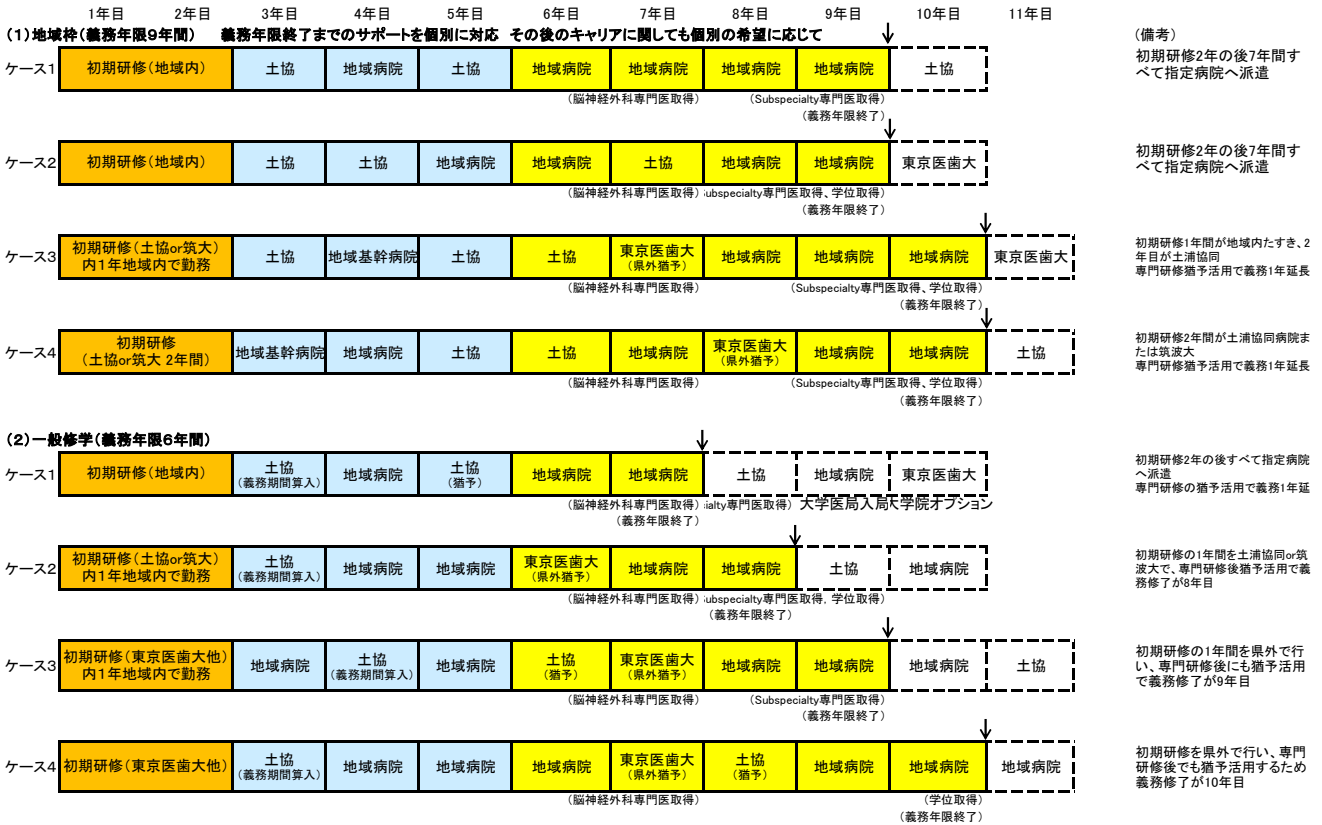 1年目 2年目 3年目 4年目 5年目 6年目 7年目 8年目 9年目 10年目 11年目
(1)地域枠(義務年限9年間) 義務年限終了までのサポートを個別に対応 その後のキャリアに関しても個別の希望に応じて
(備考)
ケース1 初期研修(地域内) 土協 地域病院 土協 地域病院 地域病院 地域病院 地域病院 土協
初期研修2年の後7年間す
べて指定病院へ派遣
(脳神経外科専門医取得) (Subspecialty専門医取得)
(義務年限終了)
ケース2 初期研修(地域内) 土協 土協 地域病院 地域病院 土協 地域病院 地域病院 東京医歯大
初期研修2年の後7年間す
べて指定病院へ派遣
(脳神経外科専門医取得) ubspecialty専門医取得、学位取得)
(義務年限終了)
ケース3 初期研修(土協or筑大)
内1年地域内で勤務
土協 地域基幹病院 土協 土協 東京医歯大
(県外猶予)
地域病院 地域病院 地域病院 東京医歯大
初期研修1年間が地域内たすき、2
年目が土浦協同
専門研修猶予活用で義務1年延長
(脳神経外科専門医取得) (Subspecialty専門医取得、学位取得)
(義務年限終了)
ケース4 初期研修
(土協or筑大 2年間)
地域基幹病院 地域病院 土協 土協 地域病院 東京医歯大
(県外猶予)
地域病院 地域病院 土協
初期研修2年間が土浦協同病院ま
たは筑波大
専門研修猶予活用で義務1年延長
(脳神経外科専門医取得) (Subspecialty専門医取得、学位取得)
(義務年限終了)
(2)一般修学(義務年限6年間)
ケース1 初期研修(地域内) 土協
(義務期間算入)
地域病院 土協
(猶予)
地域病院 地域病院 土協 地域病院 東京医歯大
初期研修2年の後すべて指定病院
へ派遣
専門研修の猶予活用で義務1年延
(脳神経外科専門医取得) ialty専門医取得) 大学医局入局 大学院オプション
(義務年限終了)
ケース2 初期研修(土協or筑大)
内1年地域内で勤務
土協
(義務期間算入)
地域病院 地域病院 東京医歯大
(県外猶予)
地域病院 地域病院 土協 地域病院
初期研修の1年間を土浦協同or筑
波大で、専門研修後猶予活用で義
務修了が8年目
(脳神経外科専門医取得) ubspecialty専門医取得、学位取得)
(義務年限終了)
ケース3 初期研修(東京医歯大他)
内1年地域内で勤務
地域病院 土協
(義務期間算入)
地域病院 土協
(猶予)
東京医歯大
(県外猶予)
地域病院 地域病院 地域病院 土協
初期研修の1年間を県外で行
い、専門研修後にも猶予活用
で義務修了が9年目
(脳神経外科専門医取得) (Subspecialty専門医取得)
(義務年限終了)
ケース4 初期研修(東京医歯大他) 土協
(義務期間算入)
地域病院 地域病院 地域病院 東京医歯大
(県外猶予)
土協
(猶予)
地域病院 地域病院 地域病院
初期研修を県外で行い、専門
研修後でも猶予活用するため
義務修了が10年目
(脳神経外科専門医取得) (学位取得)
(義務年限終了)